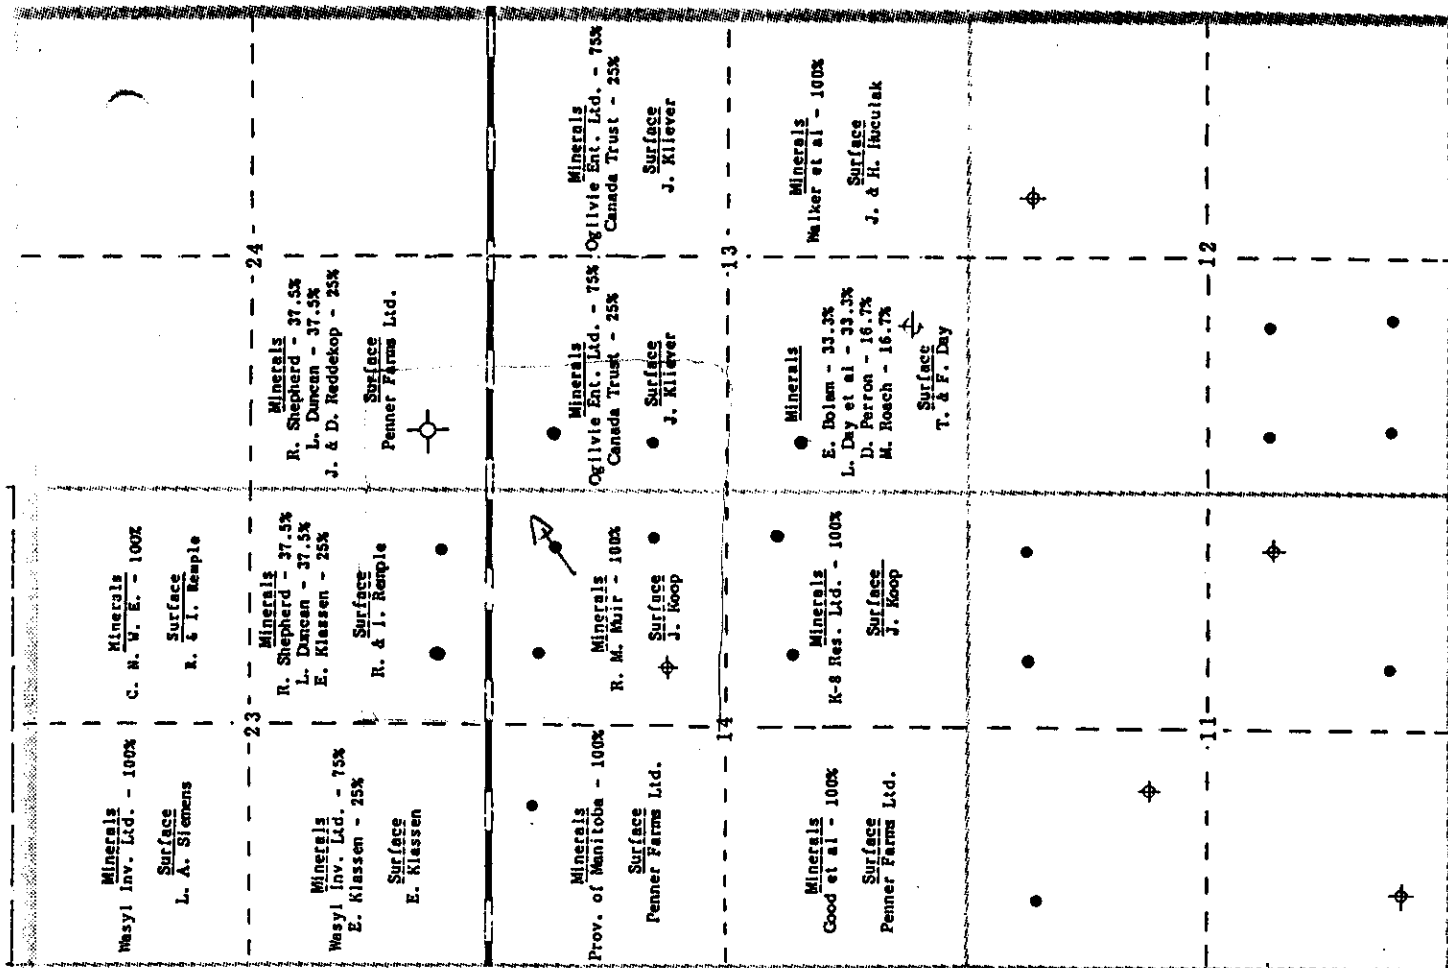 Minerals
Wasyl Inv. Ltd. - 100%
Surface
L. A. Siemens
Minerals
C. N. W. E. - 100%
Surface
R. & I. Remple
23
24
Minerals
Wasyl Inv. Ltd. - 75%
E. Klassen - 25%
Surface
E. Klassen
Minerals
R. Shepherd - 37.5%
L. Duncan - 37.5%
E. Klassen - 25%
Surface
R. & I. Remple
Minerals
R. Shepherd - 37.5%
L. Duncan - 37.5%
J. & D. Reddekop - 25%
Surface
Penner Farms Ltd.
Minerals
Prov. of Manitoba - 100%
Surface
Penner Farms Ltd.
Minerals
R. M. Muir - 100%
Surface
J. Koop
Minerals
Ogilvie Ent. Ltd. - 75%
Canada Trust - 25%
Surface
J. Kliever
Minerals
Ogilvie Ent. Ltd. - 75%
Canada Trust - 25%
Surface
J. Kliever
14
13
Minerals
Good et al - 100%
Surface
Penner Farms Ltd.
Minerals
K-8 Res. Ltd. - 100%
Surface
J. Koop
Minerals
E. Bolam - 33.3%
L. Day et al - 33.3%
D. Perron - 16.7%
M. Roach - 16.7%
Surface
T. & F. Day
Minerals
Walker et al - 100%
Surface
J. & H. Huculak
11
12